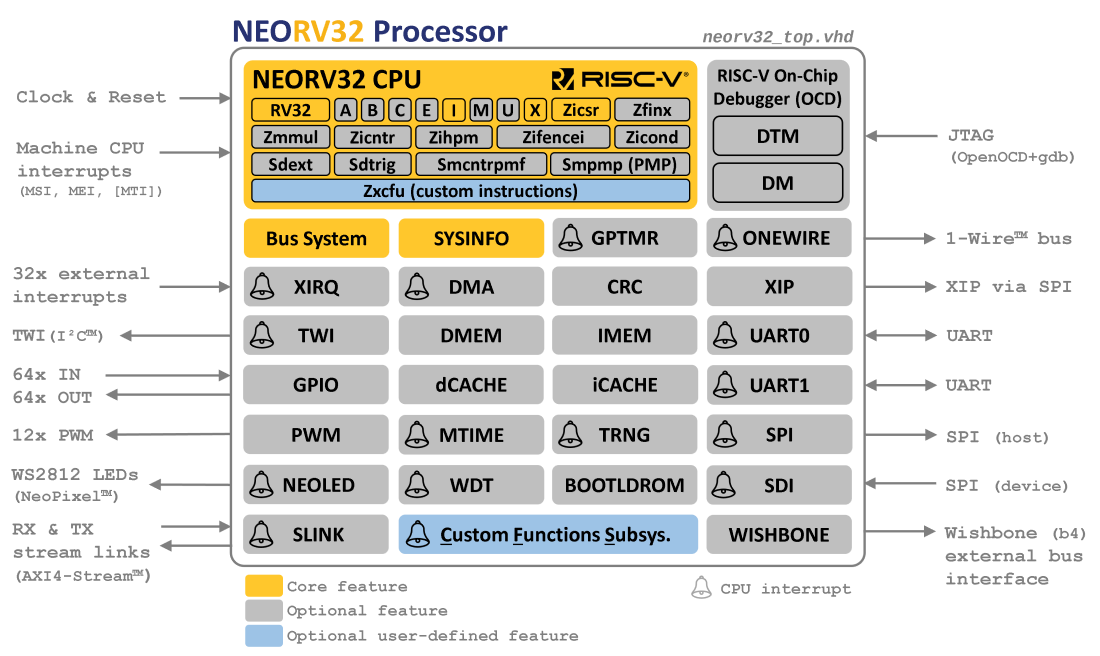 NEORV32 Processor
neorv32_top.vhd
NEORV32 CPU
RISC-V®
RV32 A B C E I M U X Zicsr Zfinx
Zmmul Zicntr Zihpm Zifencei Zicond
Sdext Sdtrig Smcntrpmf Smpmp (PMP)
Zxcfu (custom instructions)
RISC-V On-Chip
Debugger (OCD)
DTM
DM
Bus System SYSINFO GPTMR ONEWIRE
XIRQ DMA CRC XIP
TWI DMEM IMEM UART0
GPIO dCACHE iCACHE UART1
PWM MTIME TRNG SPI
NEOLED WDT BOOTLDROM SDI
SLINK Custom Functions Subsys. WISHBONE
Clock & Reset
Machine CPU
interrupts
(MSI, MEI, [MTI])
32x external
interrupts
TWI(I²C™)
64x IN
64x OUT
12x PWM
WS2812 LEDs
(NeoPixel™)
RX & TX
stream links
(AXI4-Stream™)
JTAG
(OpenOCD+gdb)
1-Wire™ bus
XIP via SPI
UART
UART
SPI (host)
SPI (device)
Wishbone (b4)
external bus
interface
Core feature
Optional feature
Optional user-defined feature
CPU interrupt